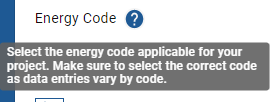 Energy Code ?
Select the energy code applicable for your
project. Make sure to select the correct code
as data entries vary by code.